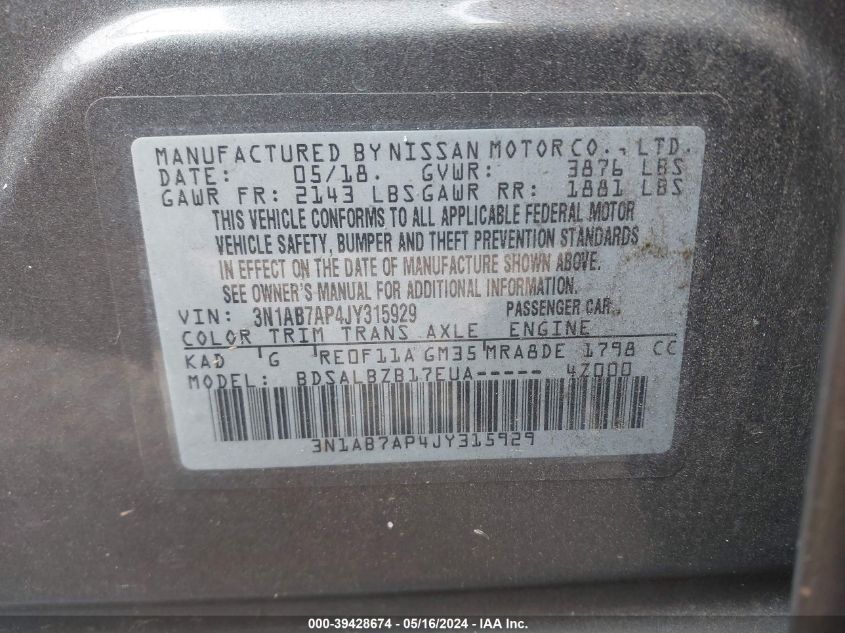 MANUFACTURED BY NISSAN MOTOR CO., LTD.
DATE: 05/18. GVWR: 3876 LBS
GAWR FR: 2143 LBS GAWR RR: 1881 LBS
THIS VEHICLE CONFORMS TO ALL APPLICABLE FEDERAL MOTOR
VEHICLE SAFETY, BUMPER AND THEFT PREVENTION STANDARDS
IN EFFECT ON THE DATE OF MANUFACTURE SHOWN ABOVE.
SEE OWNER'S MANUAL FOR ADDITIONAL INFORMATION.
VIN: 3N1AB7AP4JY315929 PASSENGER CAR
COLOR TRIM TRANS AXLE ENGINE
KAD G RE0F11A GM35 MRA8DE 1798 CC
MODEL: BDSALBZB17EUA----- 4Z000
3N1AB7AP4JY315929
000-39428674 - 05/16/2024 - IAA Holdings, LLC.